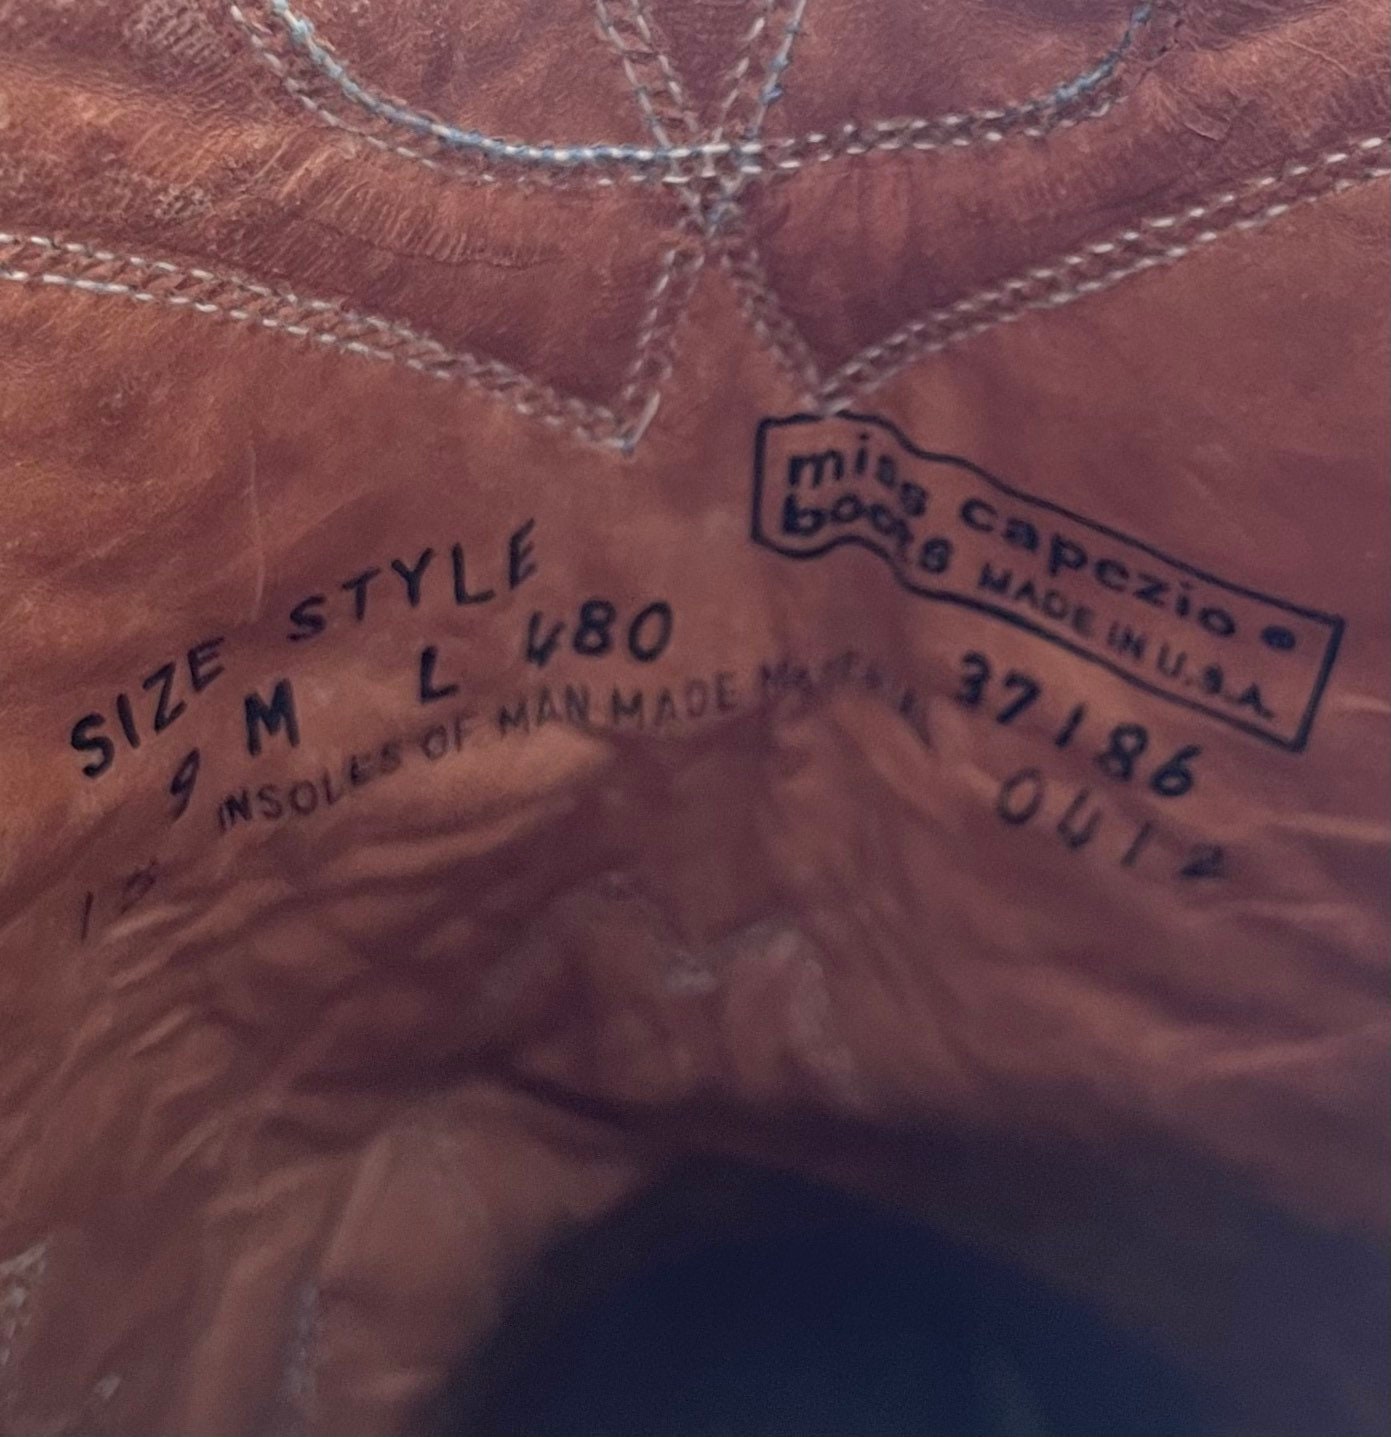 SIZE STYLE
9 M L 480
INSOLES OF MAN MADE
miss capezio ®
boots MADE IN U.S.A.
37186
0412